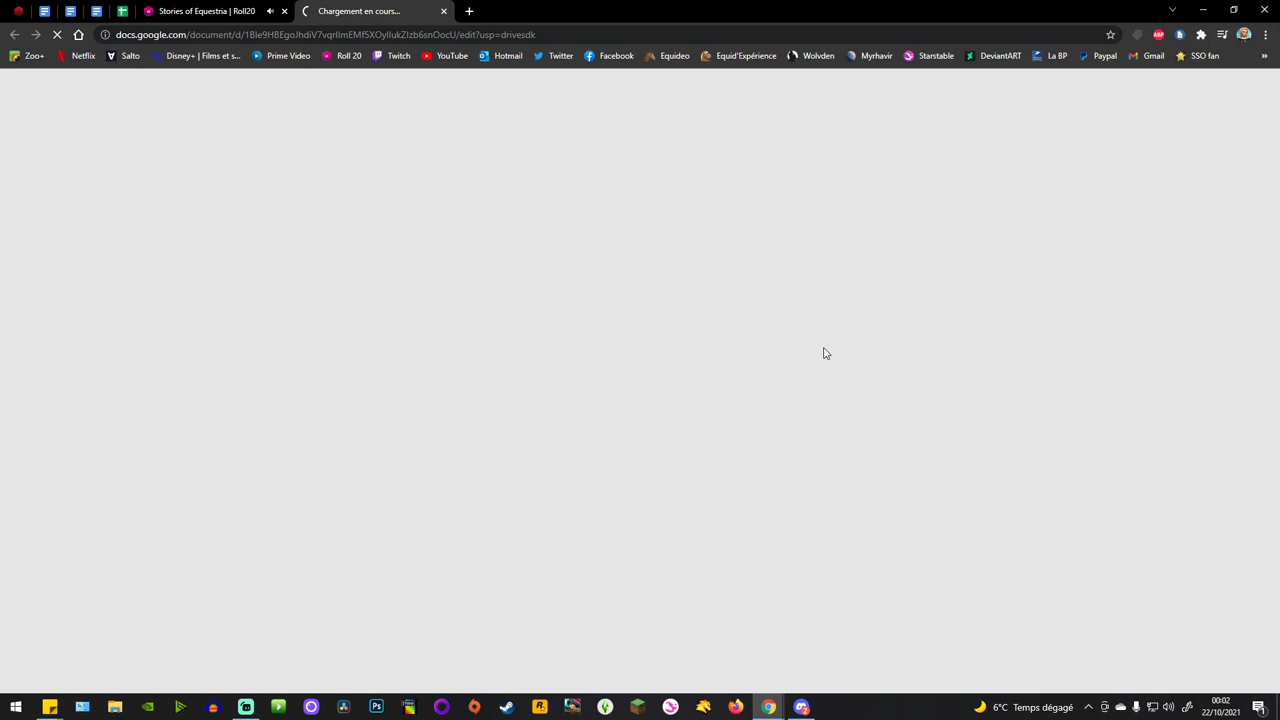 Stories of Equestria | Roll20
Chargement en cours...
docs.google.com/document/d/1Ble9HBEgoJhdiV7vqrIlmEMf5XOyIlukZIzb6snOocU/edit?usp=drivesdk
Zoo+ Netflix Salto Disney+ | Films et s... Prime Video Roll 20 Twitch YouTube Hotmail Twitter Facebook Equideo Equid'Expérience Wolvden Myrhavir Starstable DeviantART La BP Paypal Gmail SSO fan
6°C Temps dégagé
00:02
22/10/2021